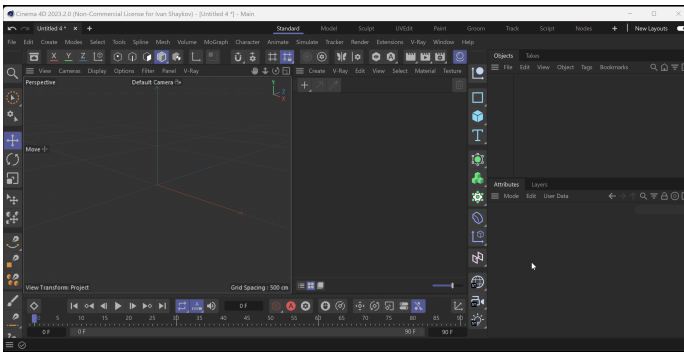 Cinema 4D 2023.2.0 (Non-Commercial License for Ivan Shaykov) - [Untitled 4 *] - Main
Untitled 4* × + Standard Model Sculpt UVEdit Paint Groom Track Script Nodes + New Layouts
File Edit Create Modes Select Tools Spline Mesh Volume MoGraph Character Animate Simulate Tracker Render Extensions V-Ray Window Help
X Y Z Objects Takes
View Cameras Display Options Filter Panel V-Ray Create V-Ray Edit View Select Material Texture File Edit View Object Tags Bookmarks
Perspective Default Camera Y
Z
X
Move
T
Attributes Layers
Mode Edit User Data
View Transform: Project Grid Spacing : 500 cm
0 F
5 10 15 20 25 30 35 40 45 50 55 60 65 70 75 80 85 90
0 F 0 F 90 F 90 F